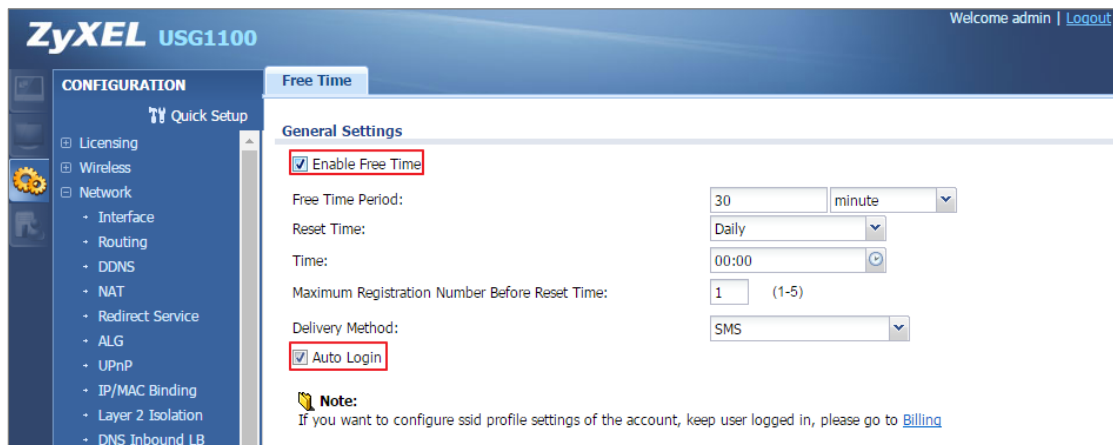 Welcome admin | Logout
ZyXEL USG1100
CONFIGURATION
Quick Setup
Licensing
Wireless
Network
Interface
Routing
DDNS
NAT
Redirect Service
ALG
UPnP
IP/MAC Binding
Layer 2 Isolation
DNS Inbound LB
Free Time
General Settings
Enable Free Time
Free Time Period: 30 minute
Reset Time: Daily
Time: 00:00
Maximum Registration Number Before Reset Time: 1 (1-5)
Delivery Method: SMS
Auto Login
Note:
If you want to configure ssid profile settings of the account, keep user logged in, please go to Billing